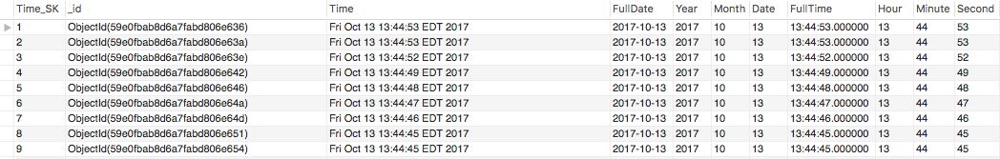 Time_SK _id Time FullDate Year Month Date FullTime Hour Minute Second
1 ObjectId(59e0fbab8d6a7fabd806e636) Fri Oct 13 13:44:53 EDT 2017 2017-10-13 2017 10 13 13:44:53.000000 13 44 53
2 ObjectId(59e0fbab8d6a7fabd806e63a) Fri Oct 13 13:44:53 EDT 2017 2017-10-13 2017 10 13 13:44:53.000000 13 44 53
3 ObjectId(59e0fbab8d6a7fabd806e63e) Fri Oct 13 13:44:52 EDT 2017 2017-10-13 2017 10 13 13:44:52.000000 13 44 52
4 ObjectId(59e0fbab8d6a7fabd806e642) Fri Oct 13 13:44:49 EDT 2017 2017-10-13 2017 10 13 13:44:49.000000 13 44 49
5 ObjectId(59e0fbab8d6a7fabd806e646) Fri Oct 13 13:44:48 EDT 2017 2017-10-13 2017 10 13 13:44:48.000000 13 44 48
6 ObjectId(59e0fbab8d6a7fabd806e64a) Fri Oct 13 13:44:47 EDT 2017 2017-10-13 2017 10 13 13:44:47.000000 13 44 47
7 ObjectId(59e0fbab8d6a7fabd806e64d) Fri Oct 13 13:44:46 EDT 2017 2017-10-13 2017 10 13 13:44:46.000000 13 44 46
8 ObjectId(59e0fbab8d6a7fabd806e651) Fri Oct 13 13:44:45 EDT 2017 2017-10-13 2017 10 13 13:44:45.000000 13 44 45
9 ObjectId(59e0fbab8d6a7fabd806e654) Fri Oct 13 13:44:45 EDT 2017 2017-10-13 2017 10 13 13:44:45.000000 13 44 45